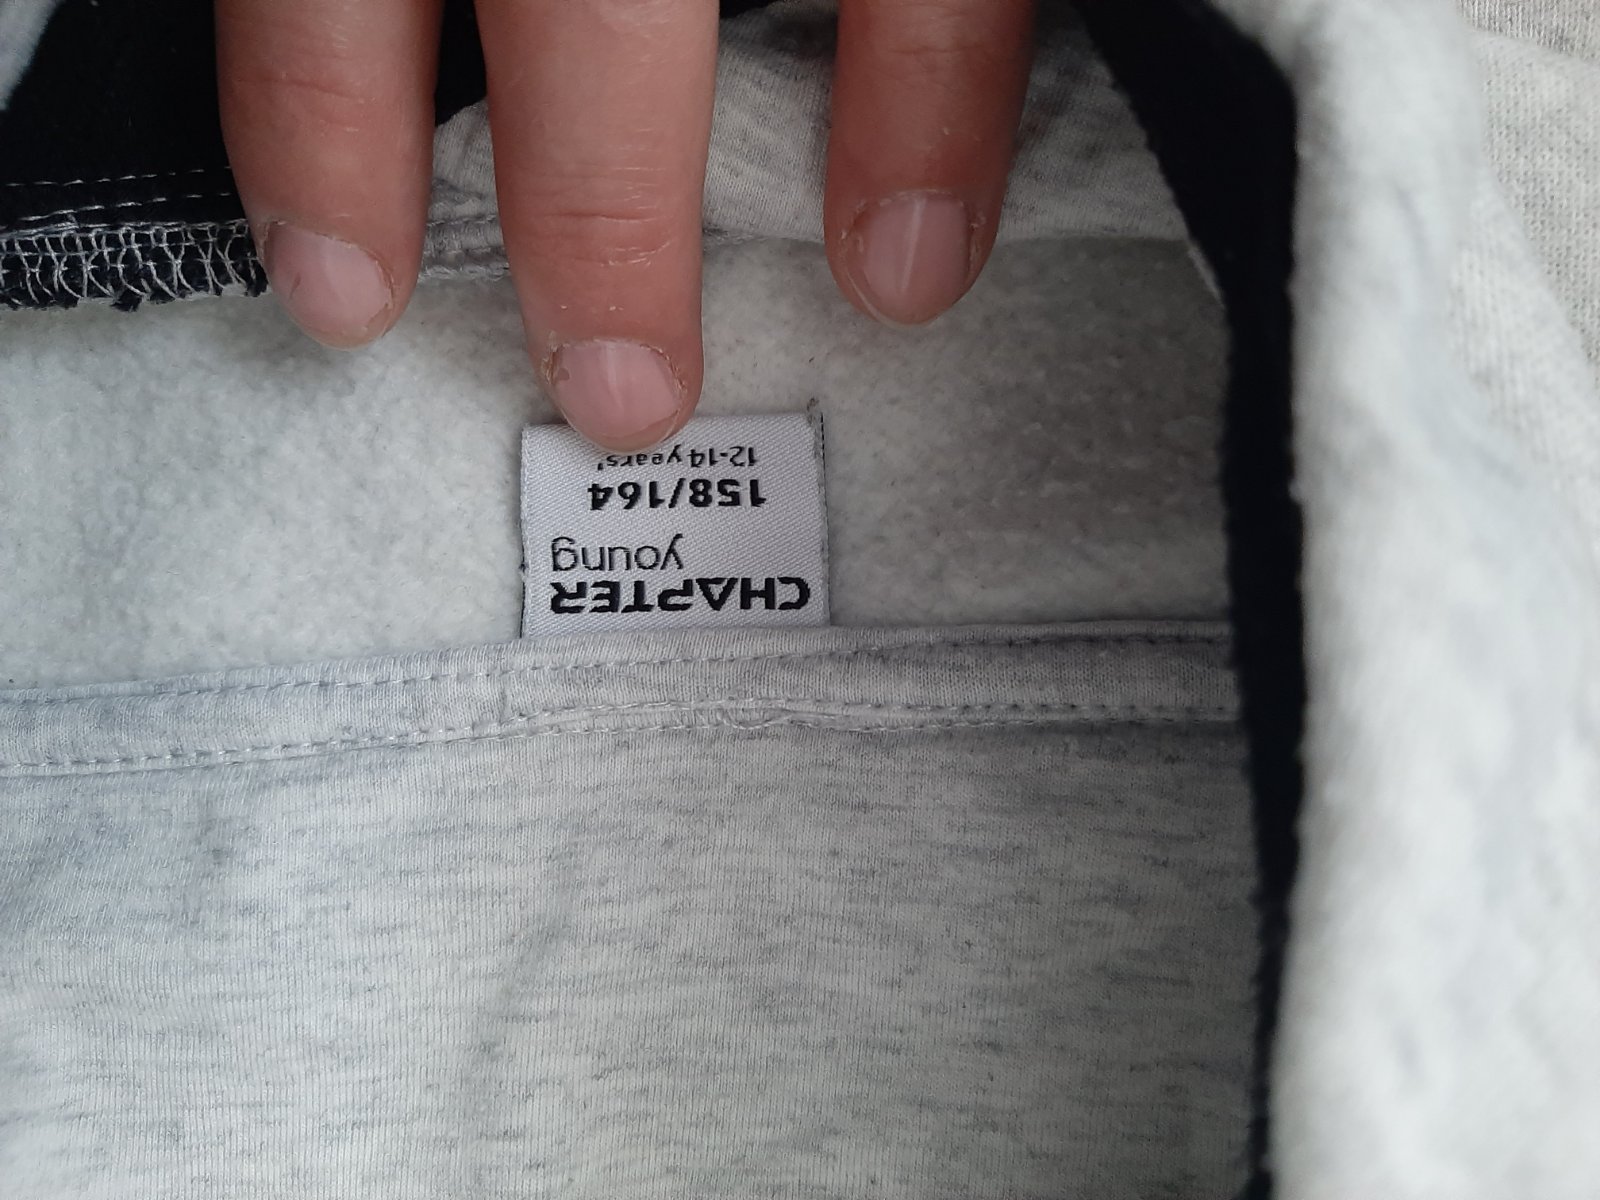 CHAPTER
young
158/164
12-14 years'